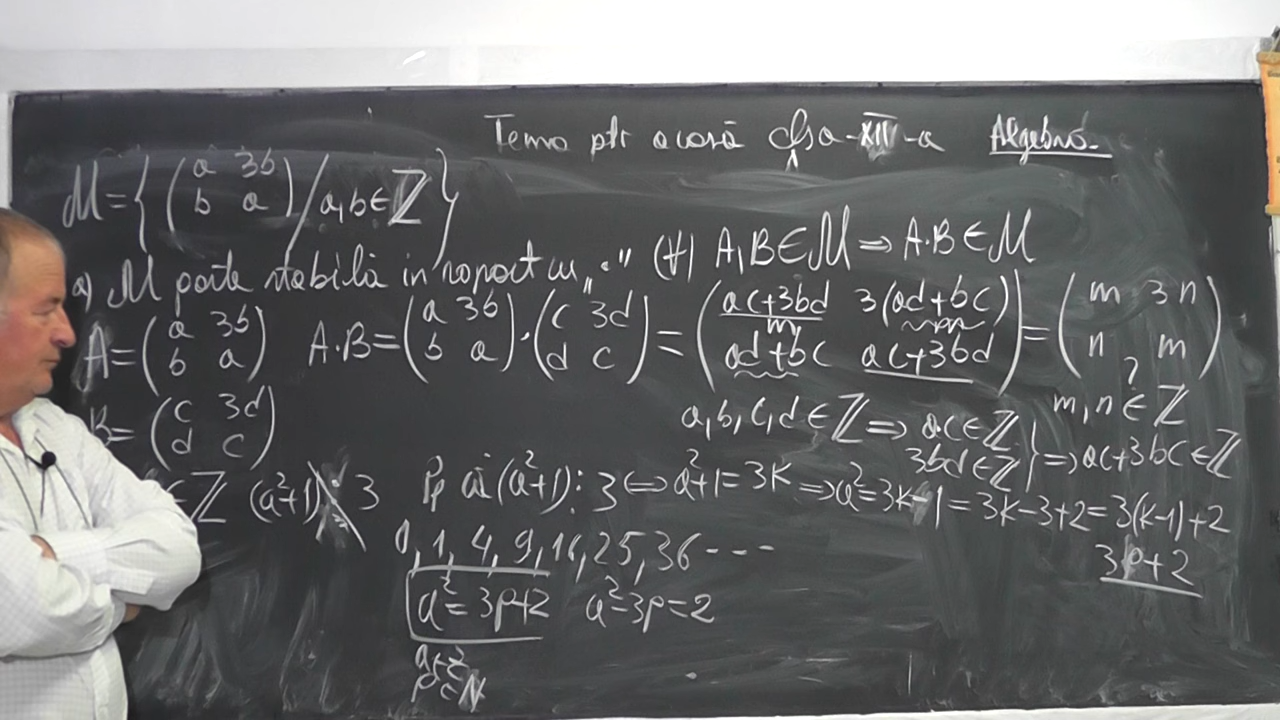 Tema ptr acasă cls a-XII-a Algebră
M={(a 3b / b a) / a,b∈ℤ}
a) M parte stabilă în raport cu „·" (∀) A,B∈M ⇒ A·B∈M
A=(a 3b / b a) A·B=(a 3b / b a)·(c 3d / d c)=(ac+3bd 3(ad+bc) / ad+bc ac+3bd)=(m 3n / n m)
m
?
B=(c 3d / d c) a,b,c,d∈ℤ ⇒ ac∈ℤ m,n∈ℤ
3bd∈ℤ} ⇒ ac+3bc∈ℤ
∈ℤ (a²+1) ⋮̸ 3 Pp că (a²+1)⋮3 ⇔ a²+1=3k ⇒ a²=3k-1=3k-3+2=3(k-1)+2
0,1,4,9,16,25,36---
3p+2
a²=3p+2 a²-3p=2